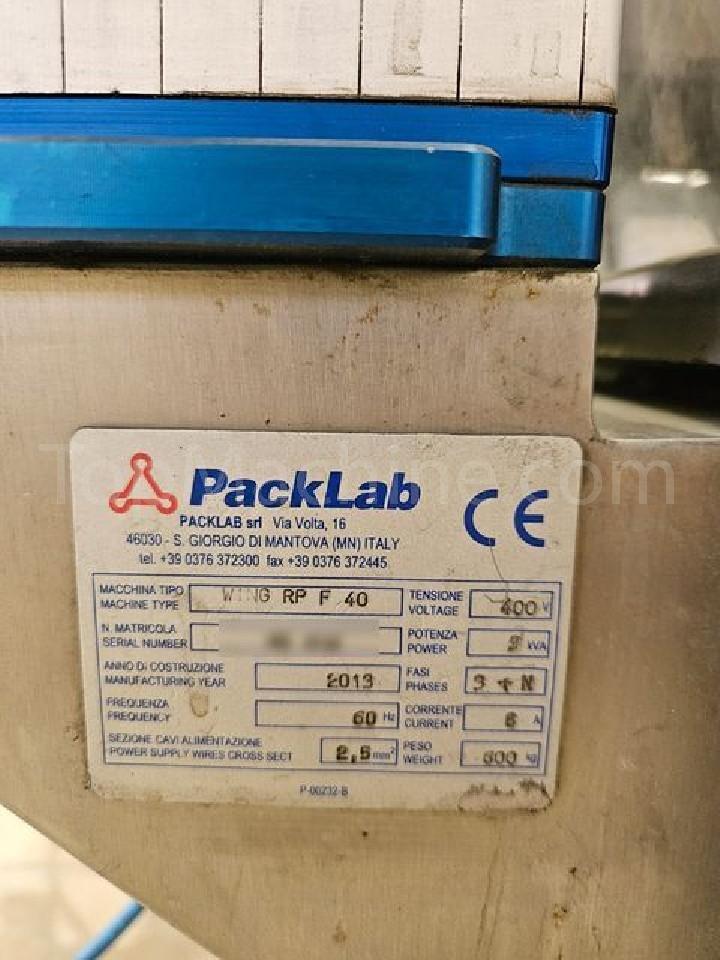 PackLab
CE
PACKLAB srl Via Volta, 16
46030 - S. GIORGIO DI MANTOVA (MN) ITALY
tel. +39 0376 372300 fax +39 0376 372445
MACCHINA TIPO
MACHINE TYPE
WING RP F 40
TENSIONE
VOLTAGE
400 V
N. MATRICOLA
SERIAL NUMBER
POTENZA
POWER
kVA
ANNO DI COSTRUZIONE
MANUFACTURING YEAR
2013
FASI
PHASES
3 + N
FREQUENZA
FREQUENCY
60 Hz
CORRENTE
CURRENT
6 A
SEZIONE CAVI ALIMENTAZIONE
POWER SUPPLY WIRES CROSS SECT
2,5 mm²
PESO
WEIGHT
600 kg
P-00232-B